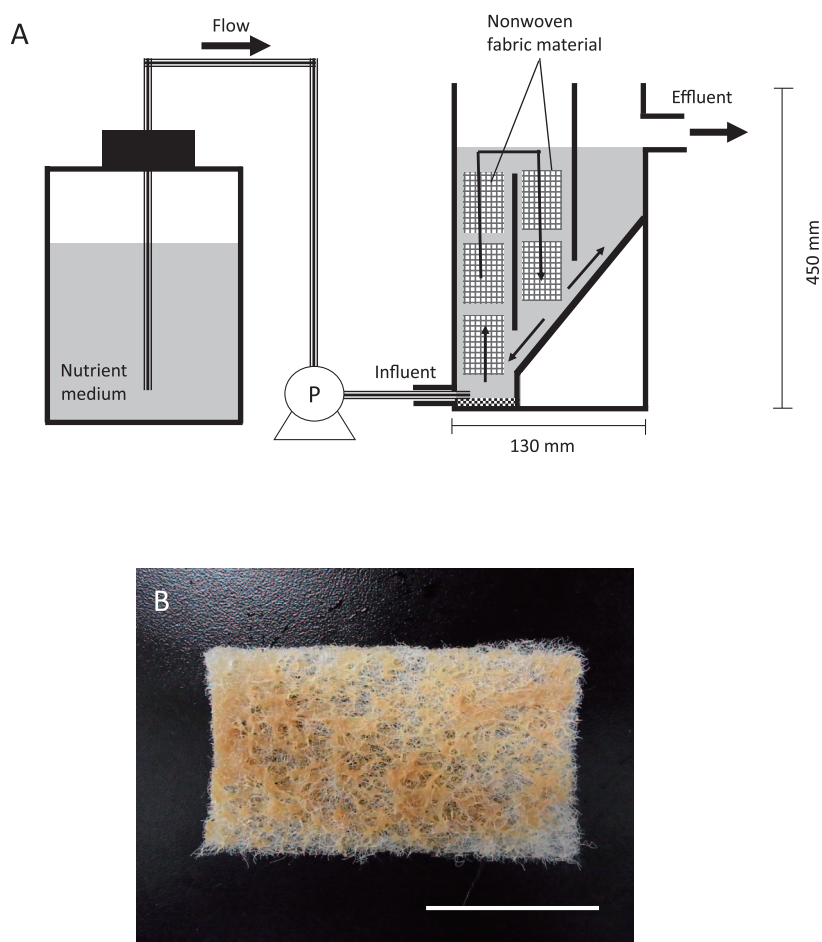 A
Flow
Nonwoven
fabric material
Effluent
450 mm
Nutrient
medium
P
Influent
130 mm
B